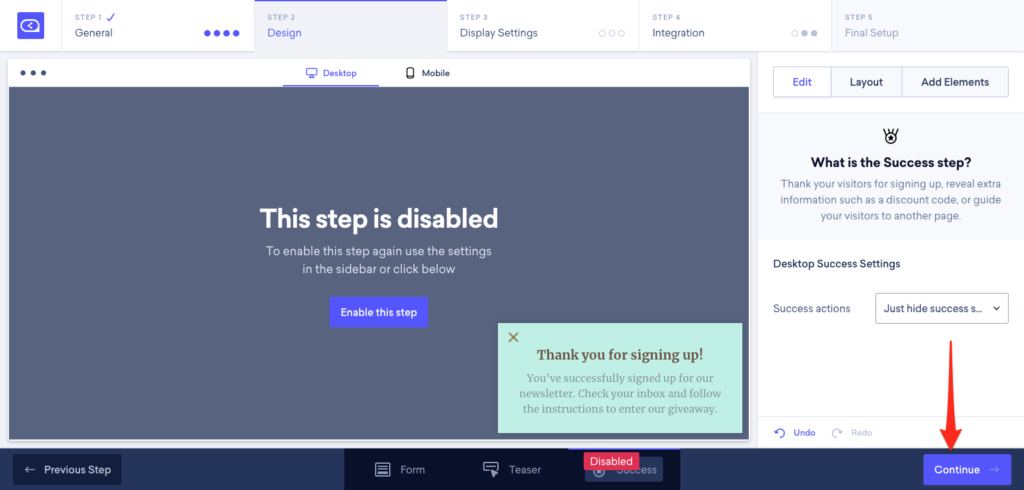 STEP 1
General
STEP 2
Design
STEP 3
Display Settings
STEP 4
Integration
STEP 5
Final Setup
Desktop
Mobile
This step is disabled
To enable this step again use the settings
in the sidebar or click below
Enable this step
Thank you for signing up!
You've successfully signed up for our
newsletter. Check your inbox and follow
the instructions to enter our giveaway.
Edit
Layout
Add Elements
What is the Success step?
Thank your visitors for signing up, reveal extra
information such as a discount code, or guide
your visitors to another page.
Desktop Success Settings
Success actions
Just hide success s...
Undo
Redo
Previous Step
Form
Teaser
Disabled
Success
Continue